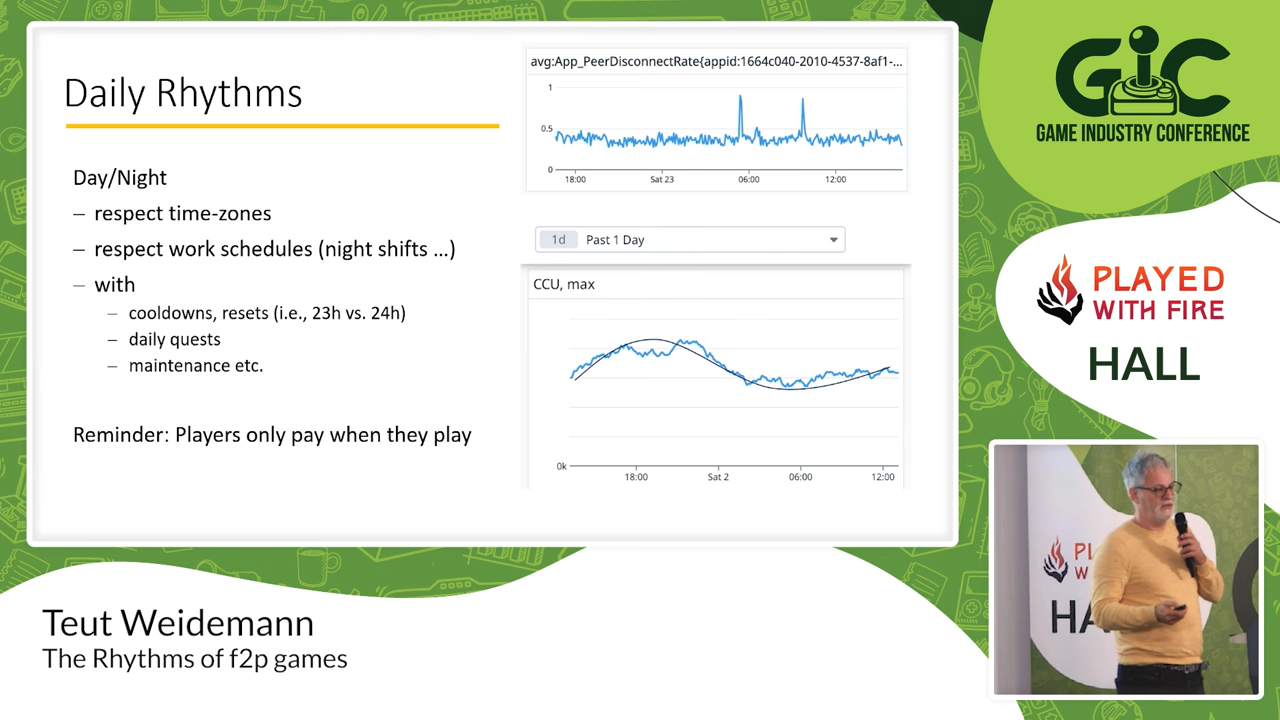 Daily Rhythms
Day/Night
– respect time-zones
– respect work schedules (night shifts ...)
– with
– cooldowns, resets (i.e., 23h vs. 24h)
– daily quests
– maintenance etc.
Reminder: Players only pay when they play
avg:App_PeerDisconnectRate{appid:1664c040-2010-4537-8af1-...
1
0.5
0
18:00 Sat 23 06:00 12:00
1d Past 1 Day
CCU, max
0k
18:00 Sat 2 06:00 12:00
GIC
GAME INDUSTRY CONFERENCE
PLAYED
WITH FIRE
HALL
PL
W
HA
Teut Weidemann
The Rhythms of f2p games